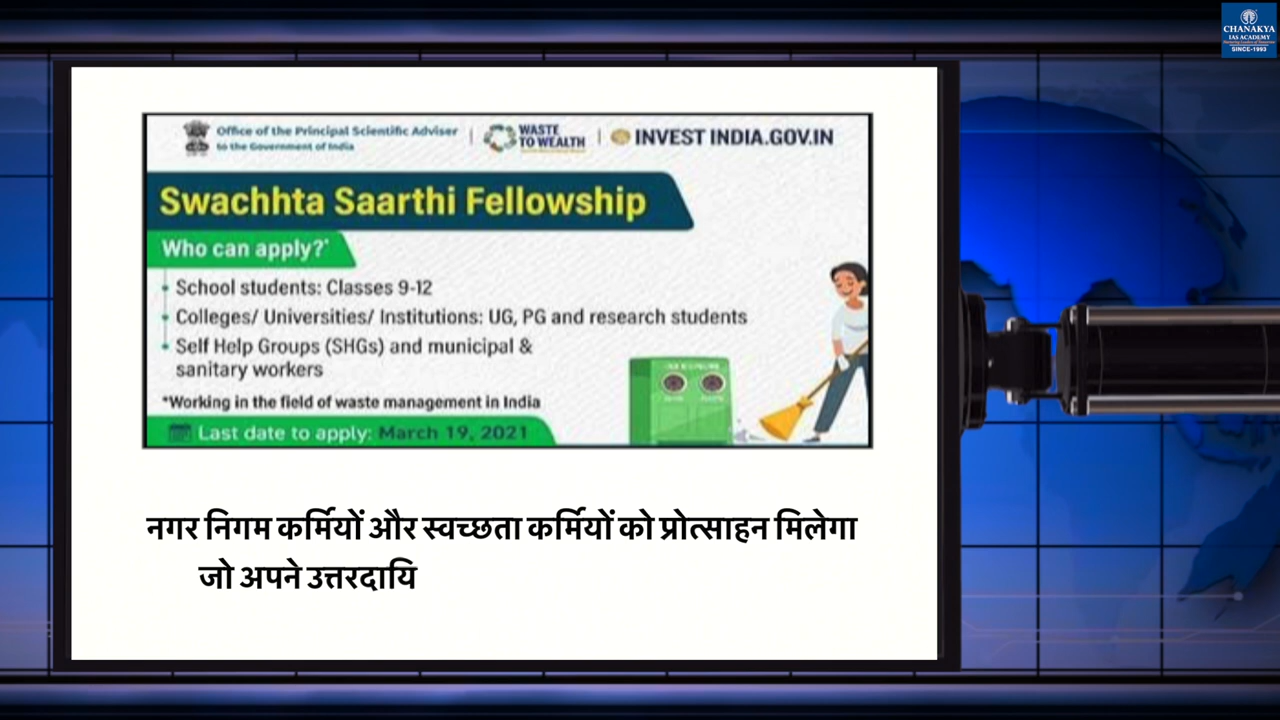 CHANAKYA
IAS ACADEMY
SINCE-1993
Office of the Principal Scientific Adviser
to the Government of India
WASTE
TO WEALTH
INVEST INDIA.GOV.IN
Swachhta Saarthi Fellowship
Who can apply?*
School students: Classes 9-12
Colleges/ Universities/ Institutions: UG, PG and research students
Self Help Groups (SHGs) and municipal &
sanitary workers
*Working in the field of waste management in India
Last date to apply: March 19, 2021
नगर निगम कर्मियों और स्वच्छता कर्मियों को प्रोत्साहन मिलेगा
जो अपने उत्तरदायि